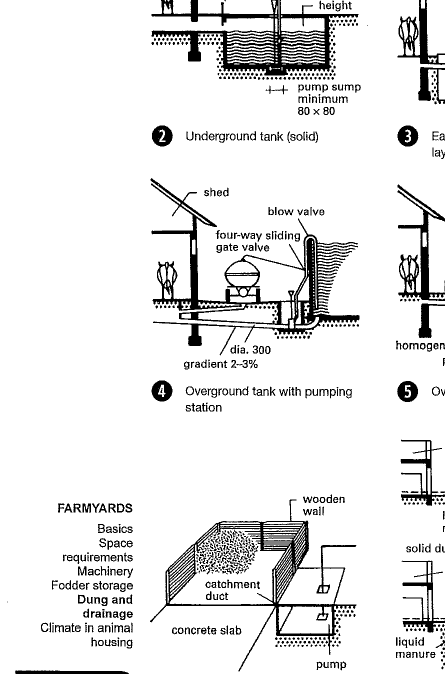 height
pump sump
minimum
80 × 80
2 Underground tank (solid)
3 Ea
lay
shed
blow valve
four-way sliding
gate valve
dia. 300
gradient 2–3%
homogen
4 Overground tank with pumping
station
5 Ov
FARMYARDS
Basics
Space
requirements
Machinery
Fodder storage
Dung and
drainage
Climate in animal
housing
wooden
wall
catchment
duct
concrete slab
pump
solid du
liquid
manure